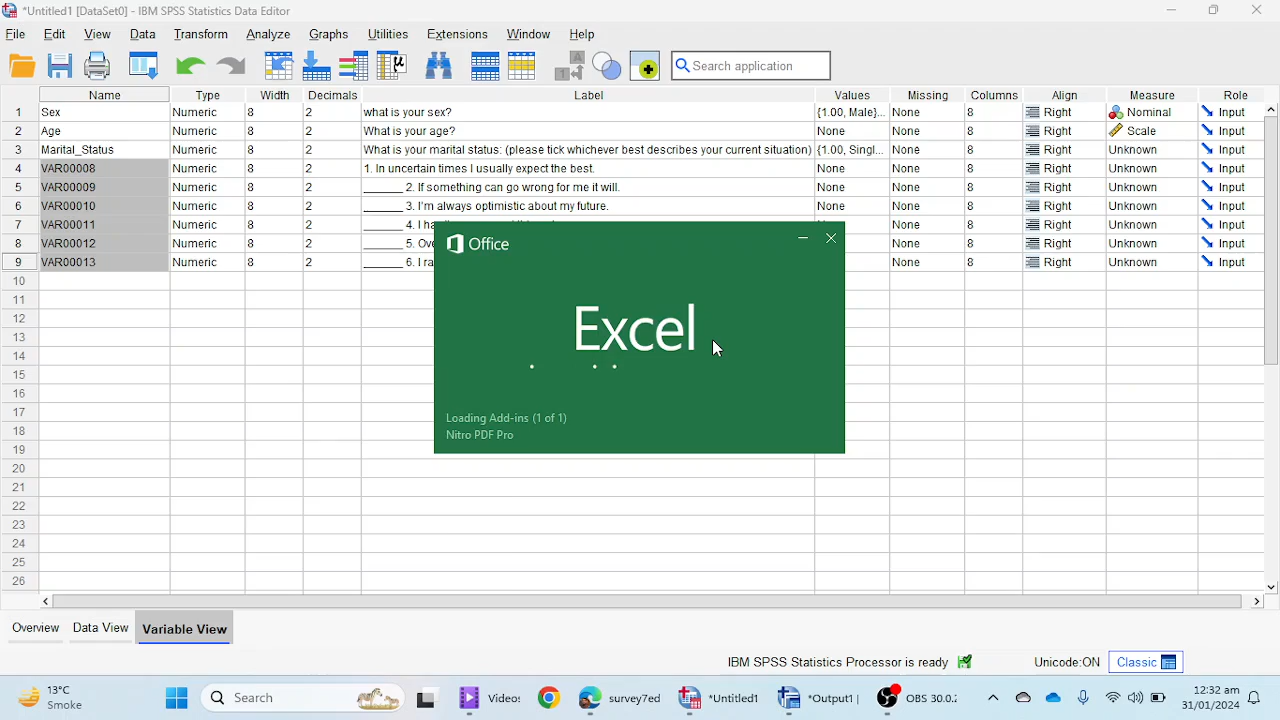 *Untitled1 [DataSet0] - IBM SPSS Statistics Data Editor
File Edit View Data Transform Analyze Graphs Utilities Extensions Window Help
Search application
Name Type Width Decimals Label Values Missing Columns Align Measure Role
1 Sex Numeric 8 2 what is your sex? {1.00, Male}... None 8 Right Nominal Input
2 Age Numeric 8 2 What is your age? None None 8 Right Scale Input
3 Marital_Status Numeric 8 2 What is your marital status: (please tick whichever best describes your current situation) {1.00, Singl... None 8 Right Unknown Input
4 VAR00008 Numeric 8 2 1. In uncertain times I usually expect the best. None None 8 Right Unknown Input
5 VAR00009 Numeric 8 2 ______ 2. If something can go wrong for me it will. None None 8 Right Unknown Input
6 VAR00010 Numeric 8 2 ______ 3. I'm always optimistic about my future. None None 8 Right Unknown Input
7 VAR00011 Numeric 8 2 ______ 4. I None 8 Right Unknown Input
8 VAR00012 Numeric 8 2 ______ 5. None 8 Right Unknown Input
9 VAR00013 Numeric 8 2 ______ 6. I None 8 Right Unknown Input
10
11
12
13
14
15
16
17
18
19
20
21
22
23
24
25
26
Office
Excel
Loading Add-ins (1 of 1)
Nitro PDF Pro
Overview Data View Variable View
IBM SPSS Statistics Processor is ready Unicode:ON Classic
13°C
Smoke
Search
Videos
survey7ed
*Untitled1
*Output1
OBS 30.0.
12:32 am
31/01/2024